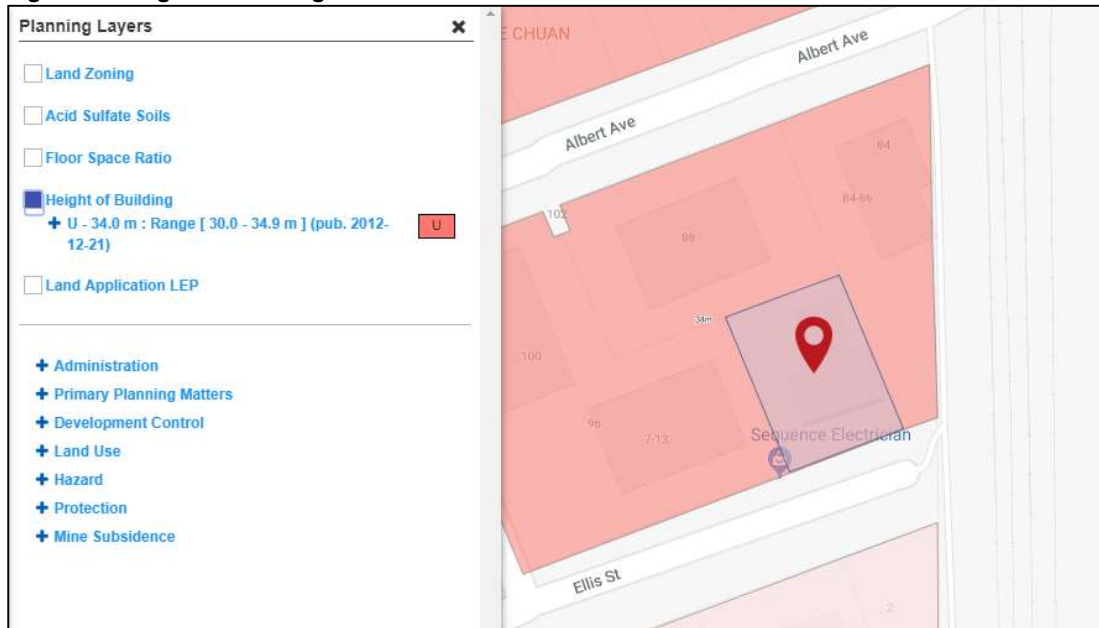 Planning Layers
Land Zoning
Acid Sulfate Soils
Floor Space Ratio
Height of Building
U - 34.0 m : Range [ 30.0 - 34.9 m ] (pub. 2012-
12-21)
U
Land Application LEP
Administration
Primary Planning Matters
Development Control
Land Use
Hazard
Protection
Mine Subsidence
E CHUAN
Albert Ave
Albert Ave
84
84-86
102
88
34m
100
96
7-13
Sequence Electrician
Ellis St
2